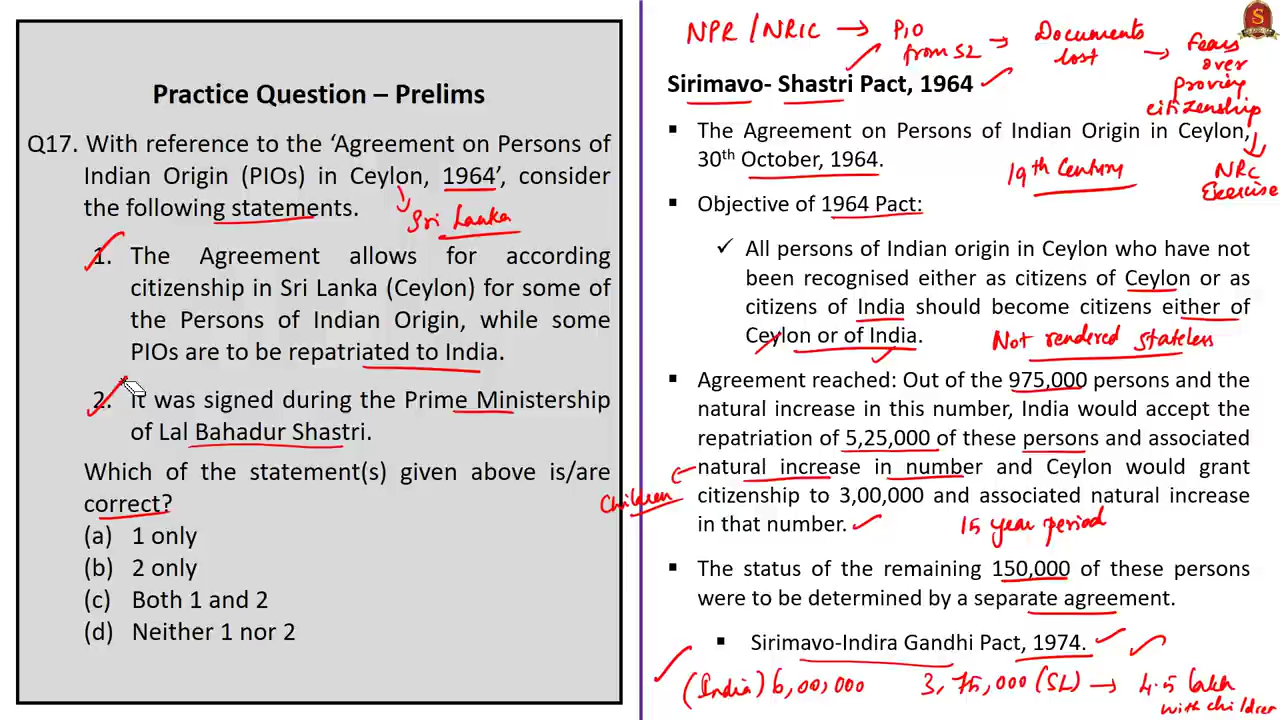 Practice Question – Prelims
Q17. With reference to the 'Agreement on Persons of
Indian Origin (PIOs) in Ceylon, 1964', consider
the following statements.
Sri Lanka
1. The Agreement allows for according
citizenship in Sri Lanka (Ceylon) for some of
the Persons of Indian Origin, while some
PIOs are to be repatriated to India.
2. It was signed during the Prime Ministership
of Lal Bahadur Shastri.
Which of the statement(s) given above is/are
correct?
(a) 1 only
(b) 2 only
(c) Both 1 and 2
(d) Neither 1 nor 2
NPR / NRIC → PIO from SL → Documents lost → Fears over proving citizenship
↓
NRC Exercise
Sirimavo- Shastri Pact, 1964
▪ The Agreement on Persons of Indian Origin in Ceylon,
30th October, 1964.
19th Century
▪ Objective of 1964 Pact:
✓ All persons of Indian origin in Ceylon who have not
been recognised either as citizens of Ceylon or as
citizens of India should become citizens either of
Ceylon or of India.
Not rendered stateless
▪ Agreement reached: Out of the 975,000 persons and the
natural increase in this number, India would accept the
repatriation of 5,25,000 of these persons and associated
natural increase in number and Ceylon would grant
Children
citizenship to 3,00,000 and associated natural increase
in that number.
15 year period
▪ The status of the remaining 150,000 of these persons
were to be determined by a separate agreement.
▪ Sirimavo-Indira Gandhi Pact, 1974.
(India) 6,00,000 3,75,000 (SL) → 4.5 lakh
with children